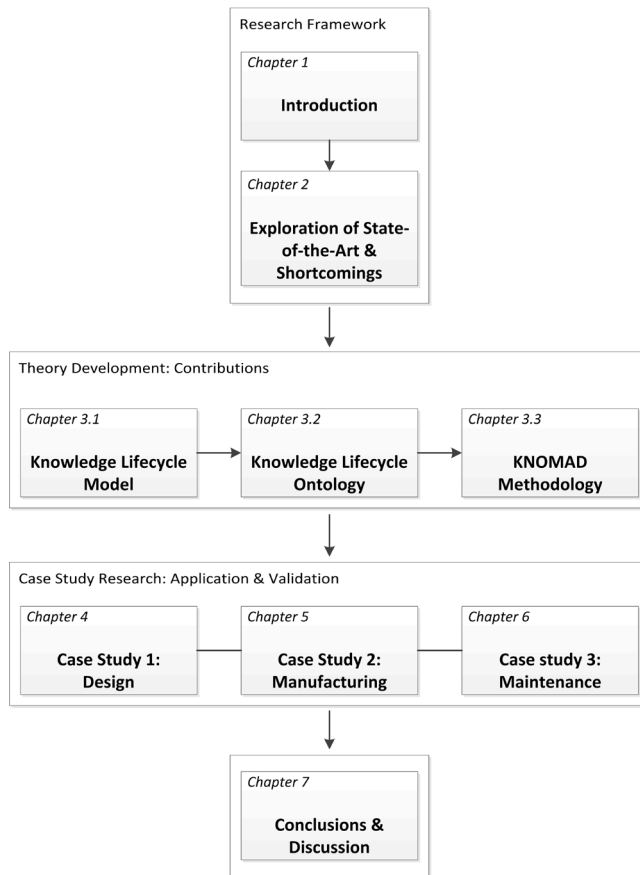 Research Framework
Chapter 1
Introduction
Chapter 2
Exploration of State-
of-the-Art &
Shortcomings
Theory Development: Contributions
Chapter 3.1
Knowledge Lifecycle
Model
Chapter 3.2
Knowledge Lifecycle
Ontology
Chapter 3.3
KNOMAD
Methodology
Case Study Research: Application & Validation
Chapter 4
Case Study 1:
Design
Chapter 5
Case Study 2:
Manufacturing
Chapter 6
Case study 3:
Maintenance
Chapter 7
Conclusions &
Discussion